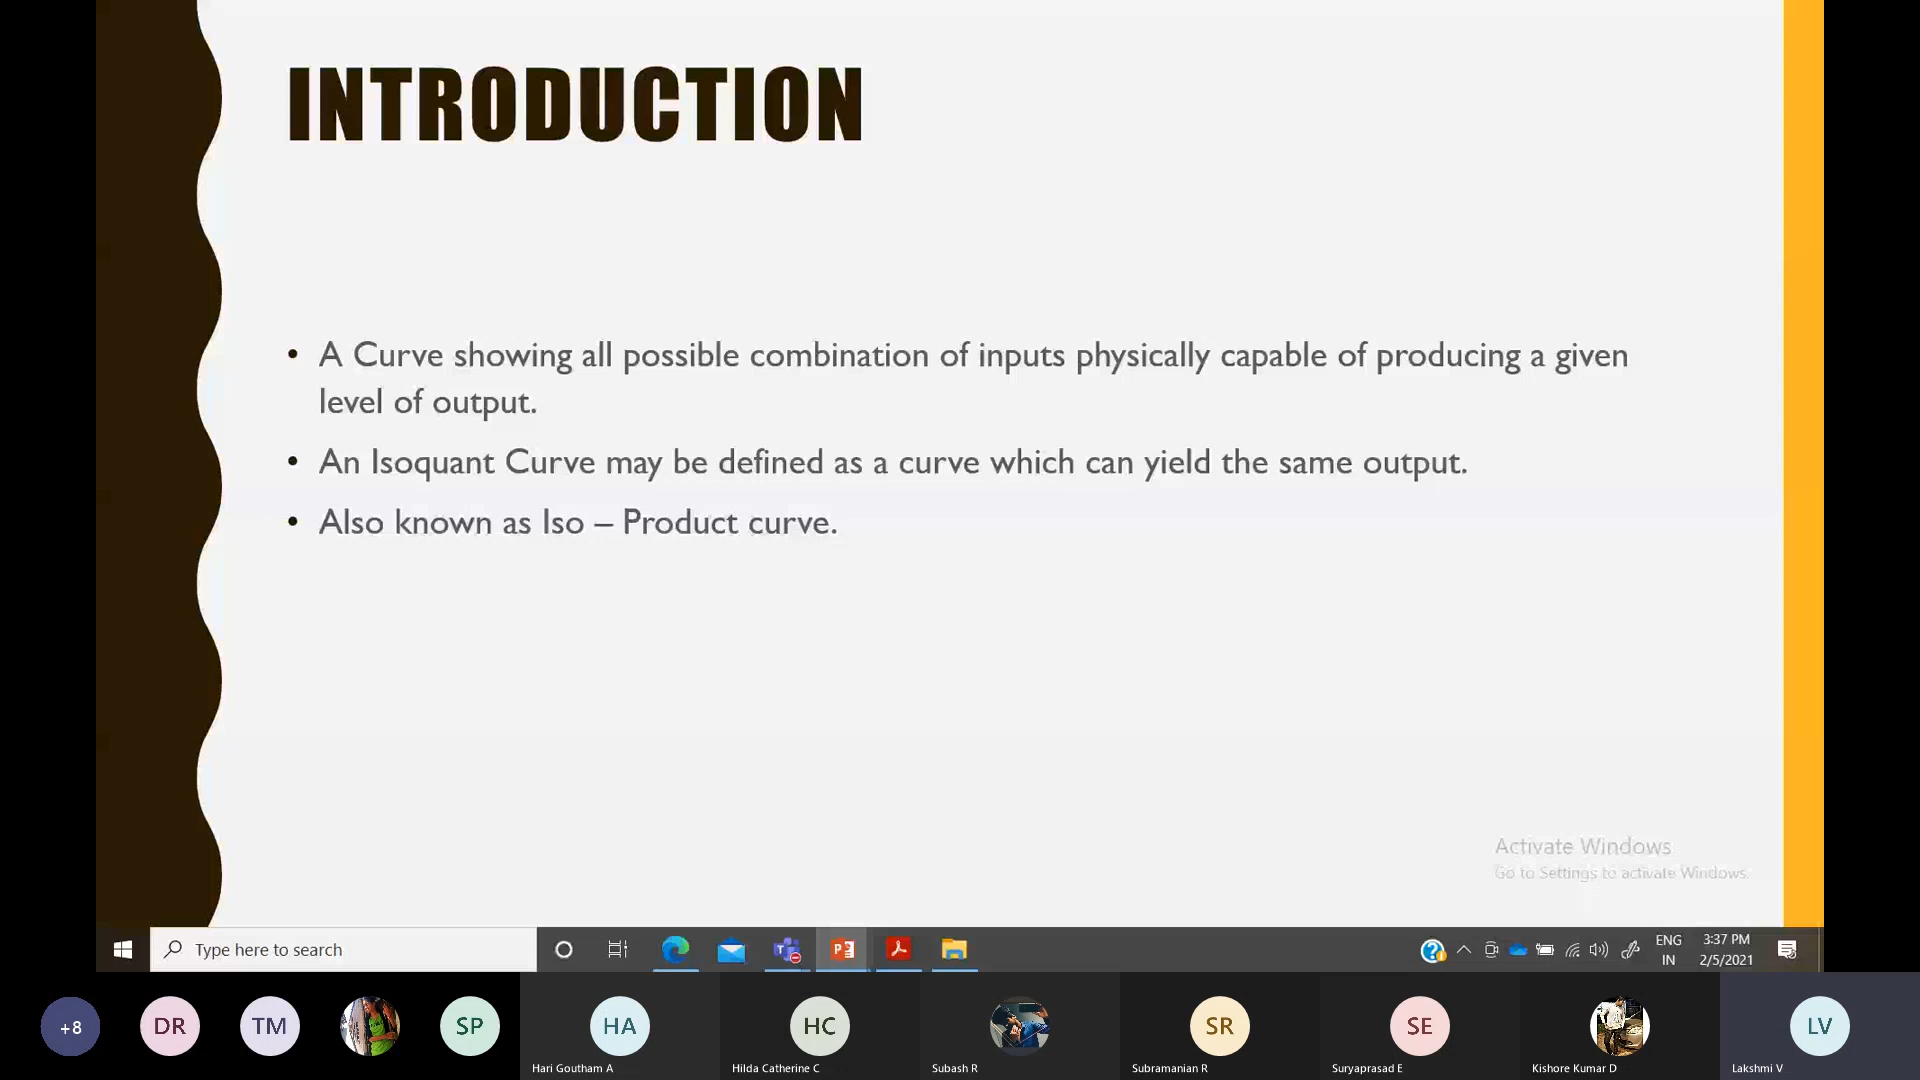 INTRODUCTION
• A Curve showing all possible combination of inputs physically capable of producing a given
level of output.
• An Isoquant Curve may be defined as a curve which can yield the same output.
• Also known as Iso – Product curve.
Activate Windows
Go to Settings to activate Windows.
Type here to search
ENG
IN
3:37 PM
2/5/2021
+8
DR
TM
SP
HA
HC
SR
SE
LV
Hari Goutham A
Hilda Catherine C
Subash R
Subramanian R
Suryaprasad E
Kishore Kumar D
Lakshmi V